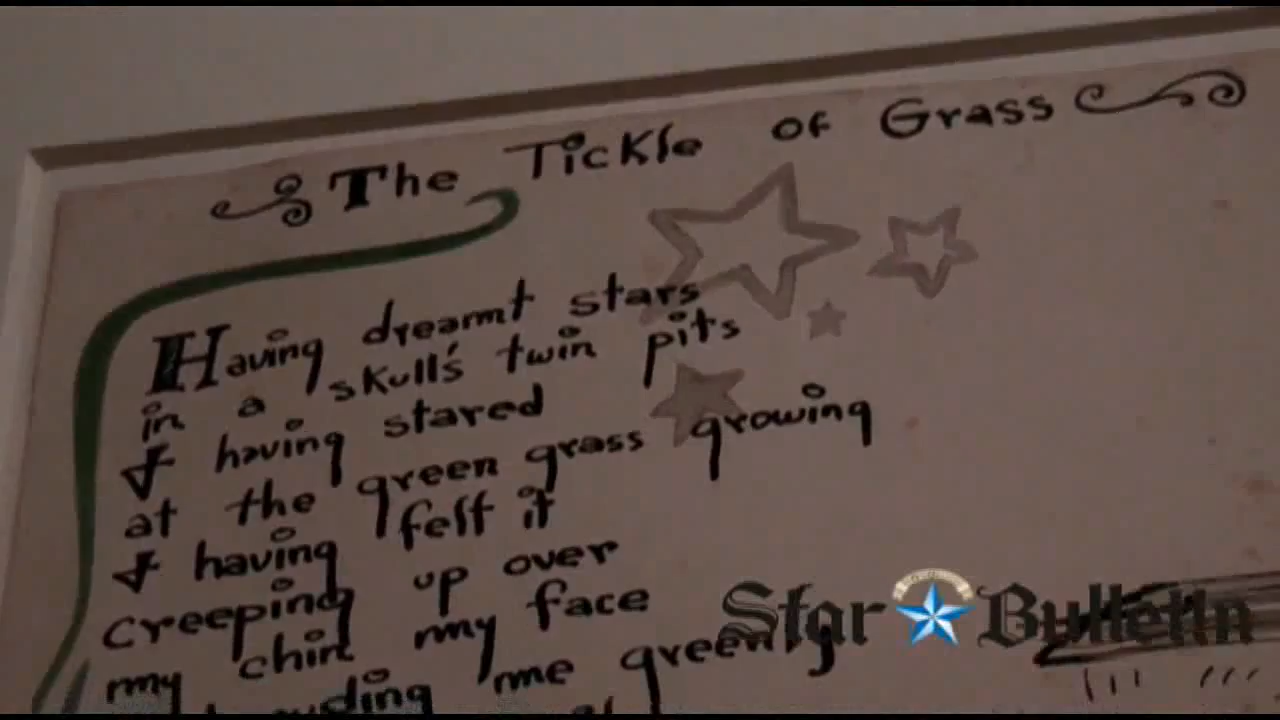 The Tickle of Grass
Having dreamt stars
in a skull's twin pits
& having stared
at the green grass growing
& having felt it
creeping up over
my chin my face
me greenly
Star Bulletin